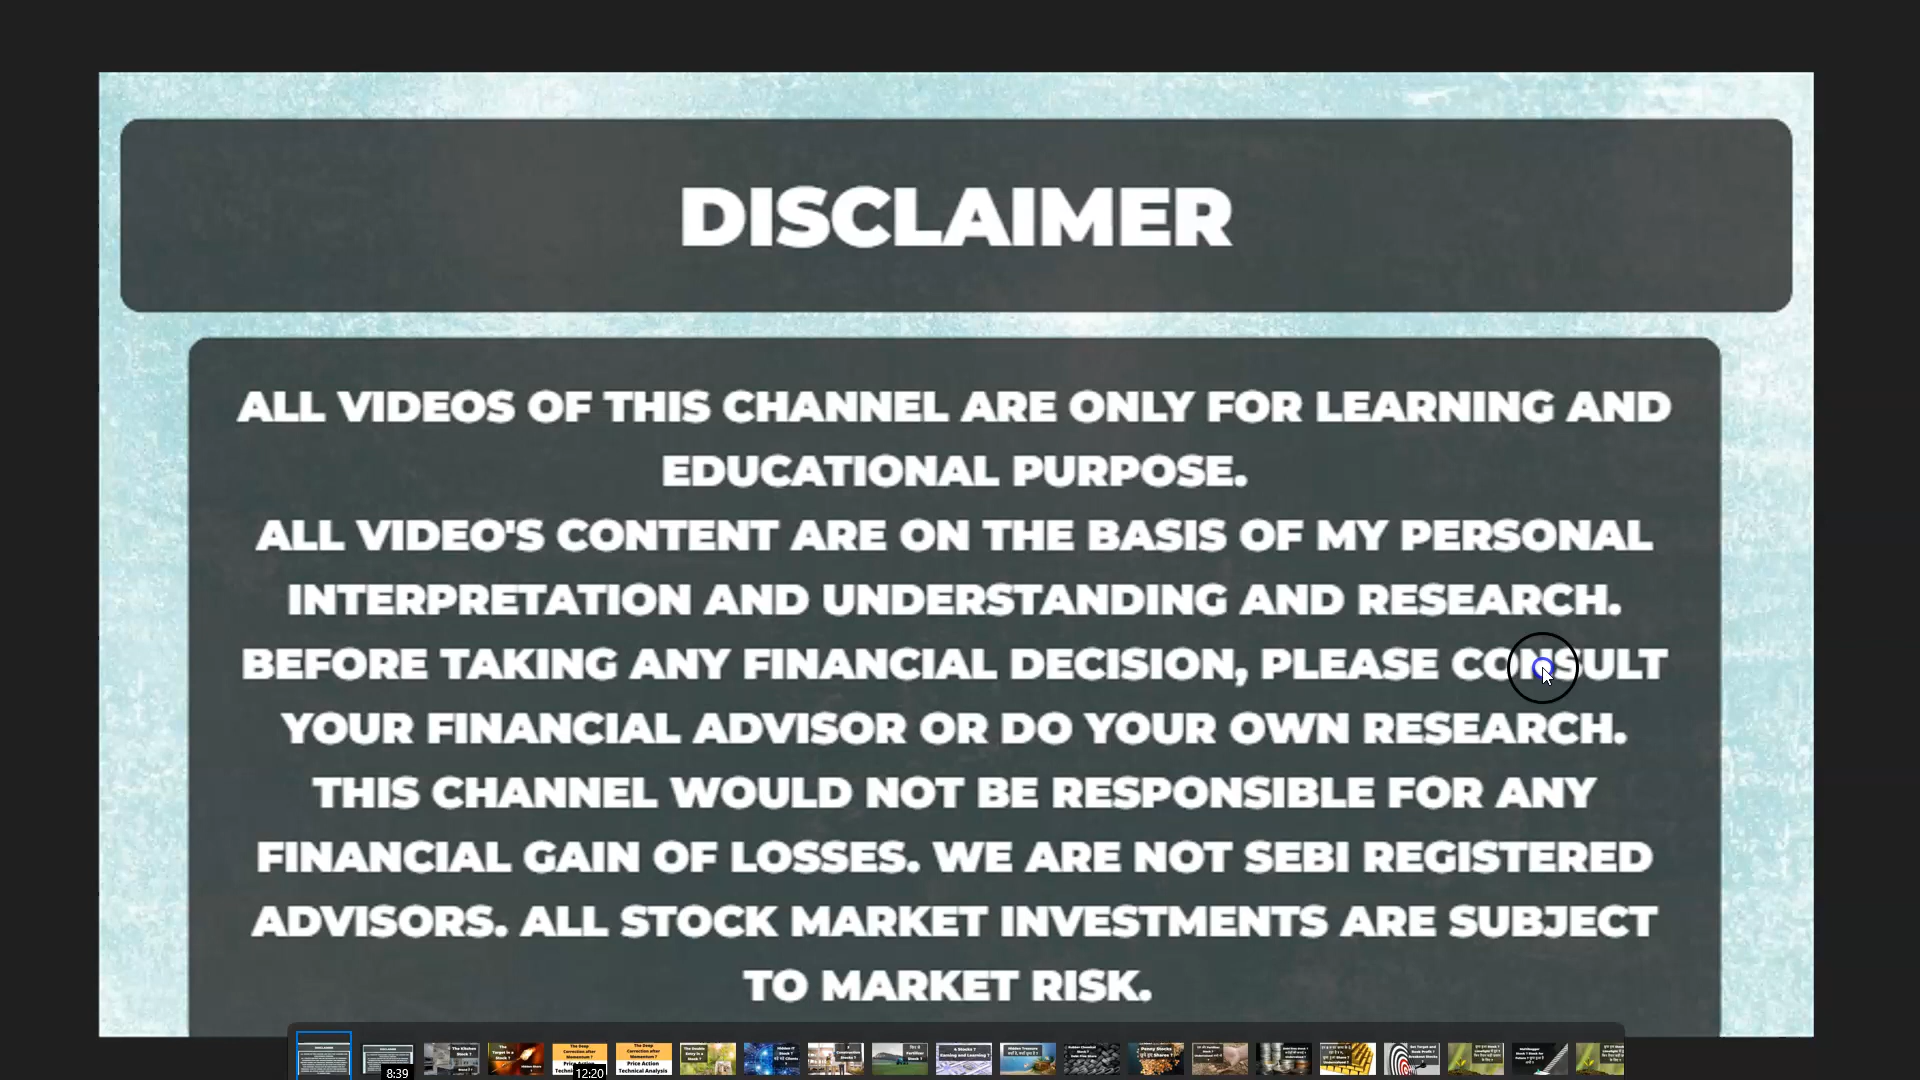 DISCLAIMER
ALL VIDEOS OF THIS CHANNEL ARE ONLY FOR LEARNING AND
EDUCATIONAL PURPOSE.
ALL VIDEO'S CONTENT ARE ON THE BASIS OF MY PERSONAL
INTERPRETATION AND UNDERSTANDING AND RESEARCH.
BEFORE TAKING ANY FINANCIAL DECISION, PLEASE CONSULT
YOUR FINANCIAL ADVISOR OR DO YOUR OWN RESEARCH.
THIS CHANNEL WOULD NOT BE RESPONSIBLE FOR ANY
FINANCIAL GAIN OF LOSSES. WE ARE NOT SEBI REGISTERED
ADVISORS. ALL STOCK MARKET INVESTMENTS ARE SUBJECT
TO MARKET RISK.
8:39
12:20